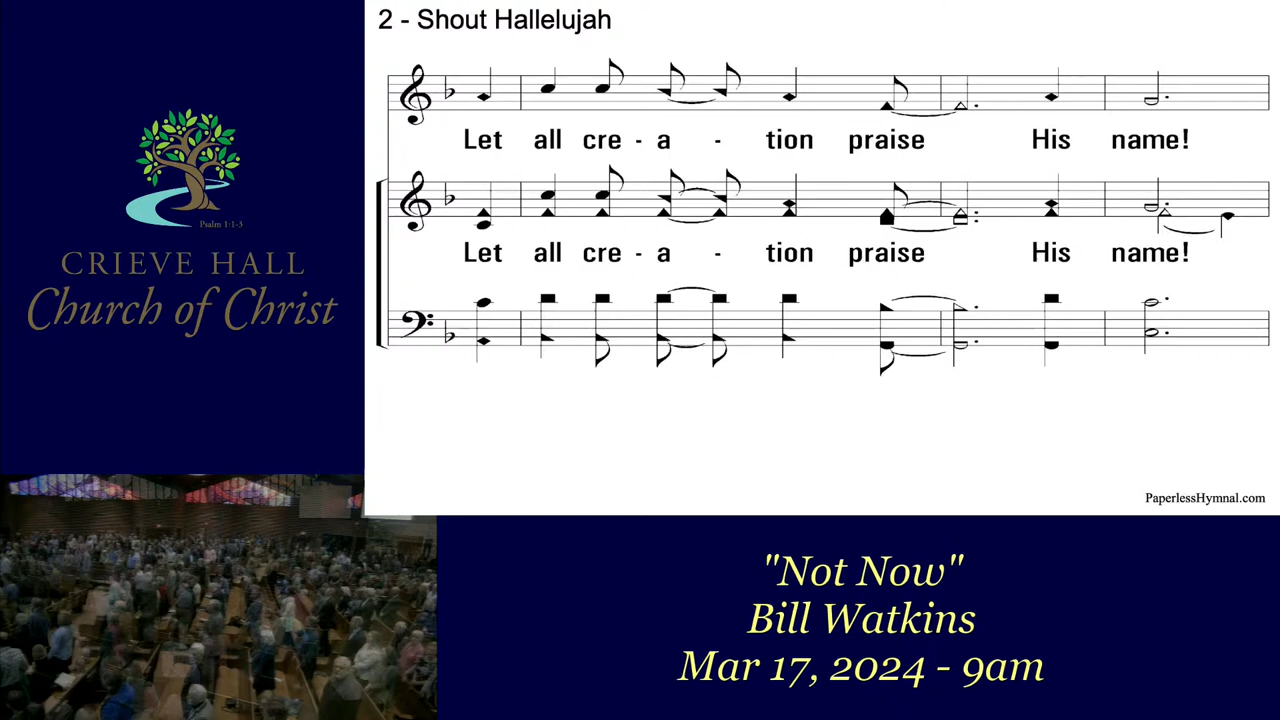 2 - Shout Hallelujah
Let all cre - a - tion praise His name!
Let all cre - a - tion praise His name!
PaperlessHymnal.com
Psalm 1:1-3
CRIEVE HALL
Church of Christ
"Not Now"
Bill Watkins
Mar 17, 2024 - 9am